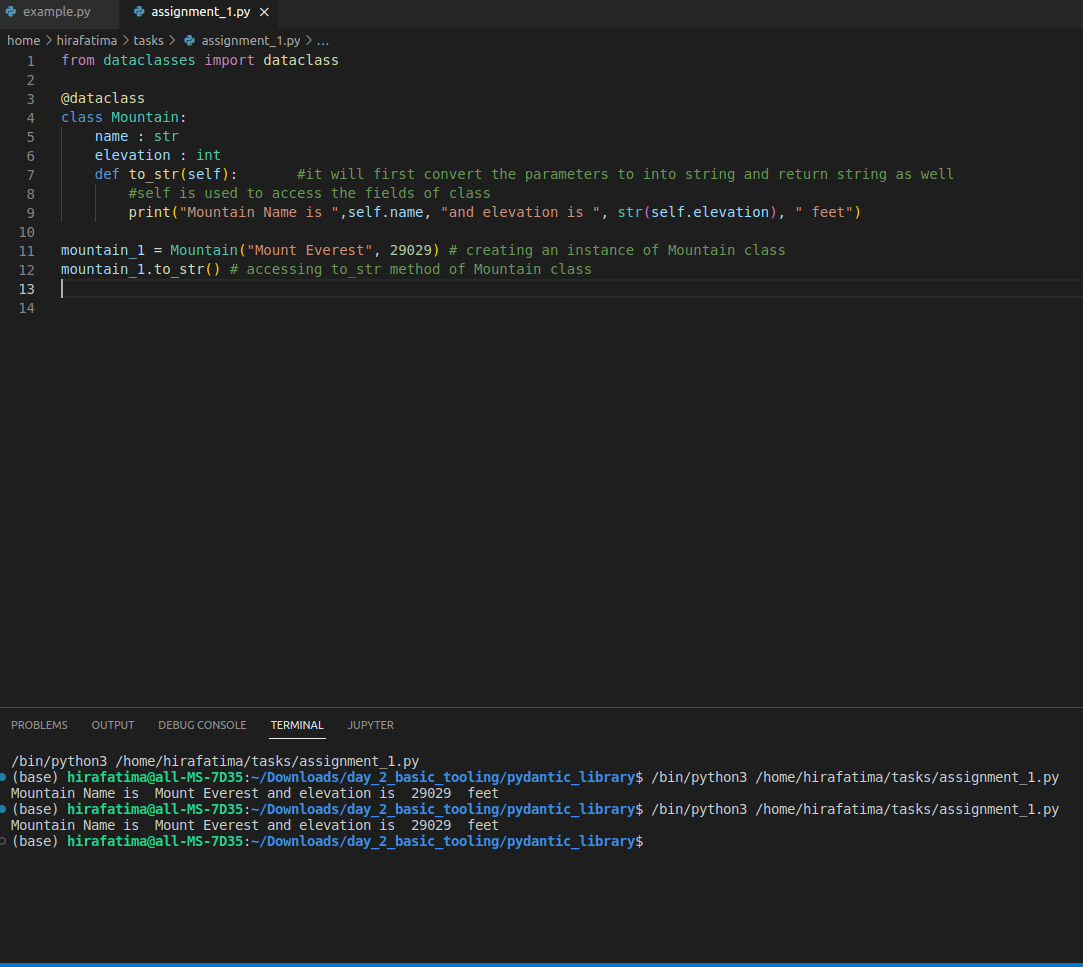 example.py assignment_1.py ×
home > hirafatima > tasks > assignment_1.py > ...
1 from dataclasses import dataclass
2
3 @dataclass
4 class Mountain:
5     name : str
6     elevation : int
7     def to_str(self):       #it will first convert the parameters to into string and return string as well
8         #self is used to access the fields of class
9         print("Mountain Name is ",self.name, "and elevation is ", str(self.elevation), " feet")
10
11 mountain_1 = Mountain("Mount Everest", 29029) # creating an instance of Mountain class
12 mountain_1.to_str() # accessing to_str method of Mountain class
13
14
PROBLEMS OUTPUT DEBUG CONSOLE TERMINAL JUPYTER
/bin/python3 /home/hirafatima/tasks/assignment_1.py
(base) hirafatima@all-MS-7D35:~/Downloads/day_2_basic_tooling/pydantic_library$ /bin/python3 /home/hirafatima/tasks/assignment_1.py
Mountain Name is  Mount Everest and elevation is  29029  feet
(base) hirafatima@all-MS-7D35:~/Downloads/day_2_basic_tooling/pydantic_library$ /bin/python3 /home/hirafatima/tasks/assignment_1.py
Mountain Name is  Mount Everest and elevation is  29029  feet
(base) hirafatima@all-MS-7D35:~/Downloads/day_2_basic_tooling/pydantic_library$